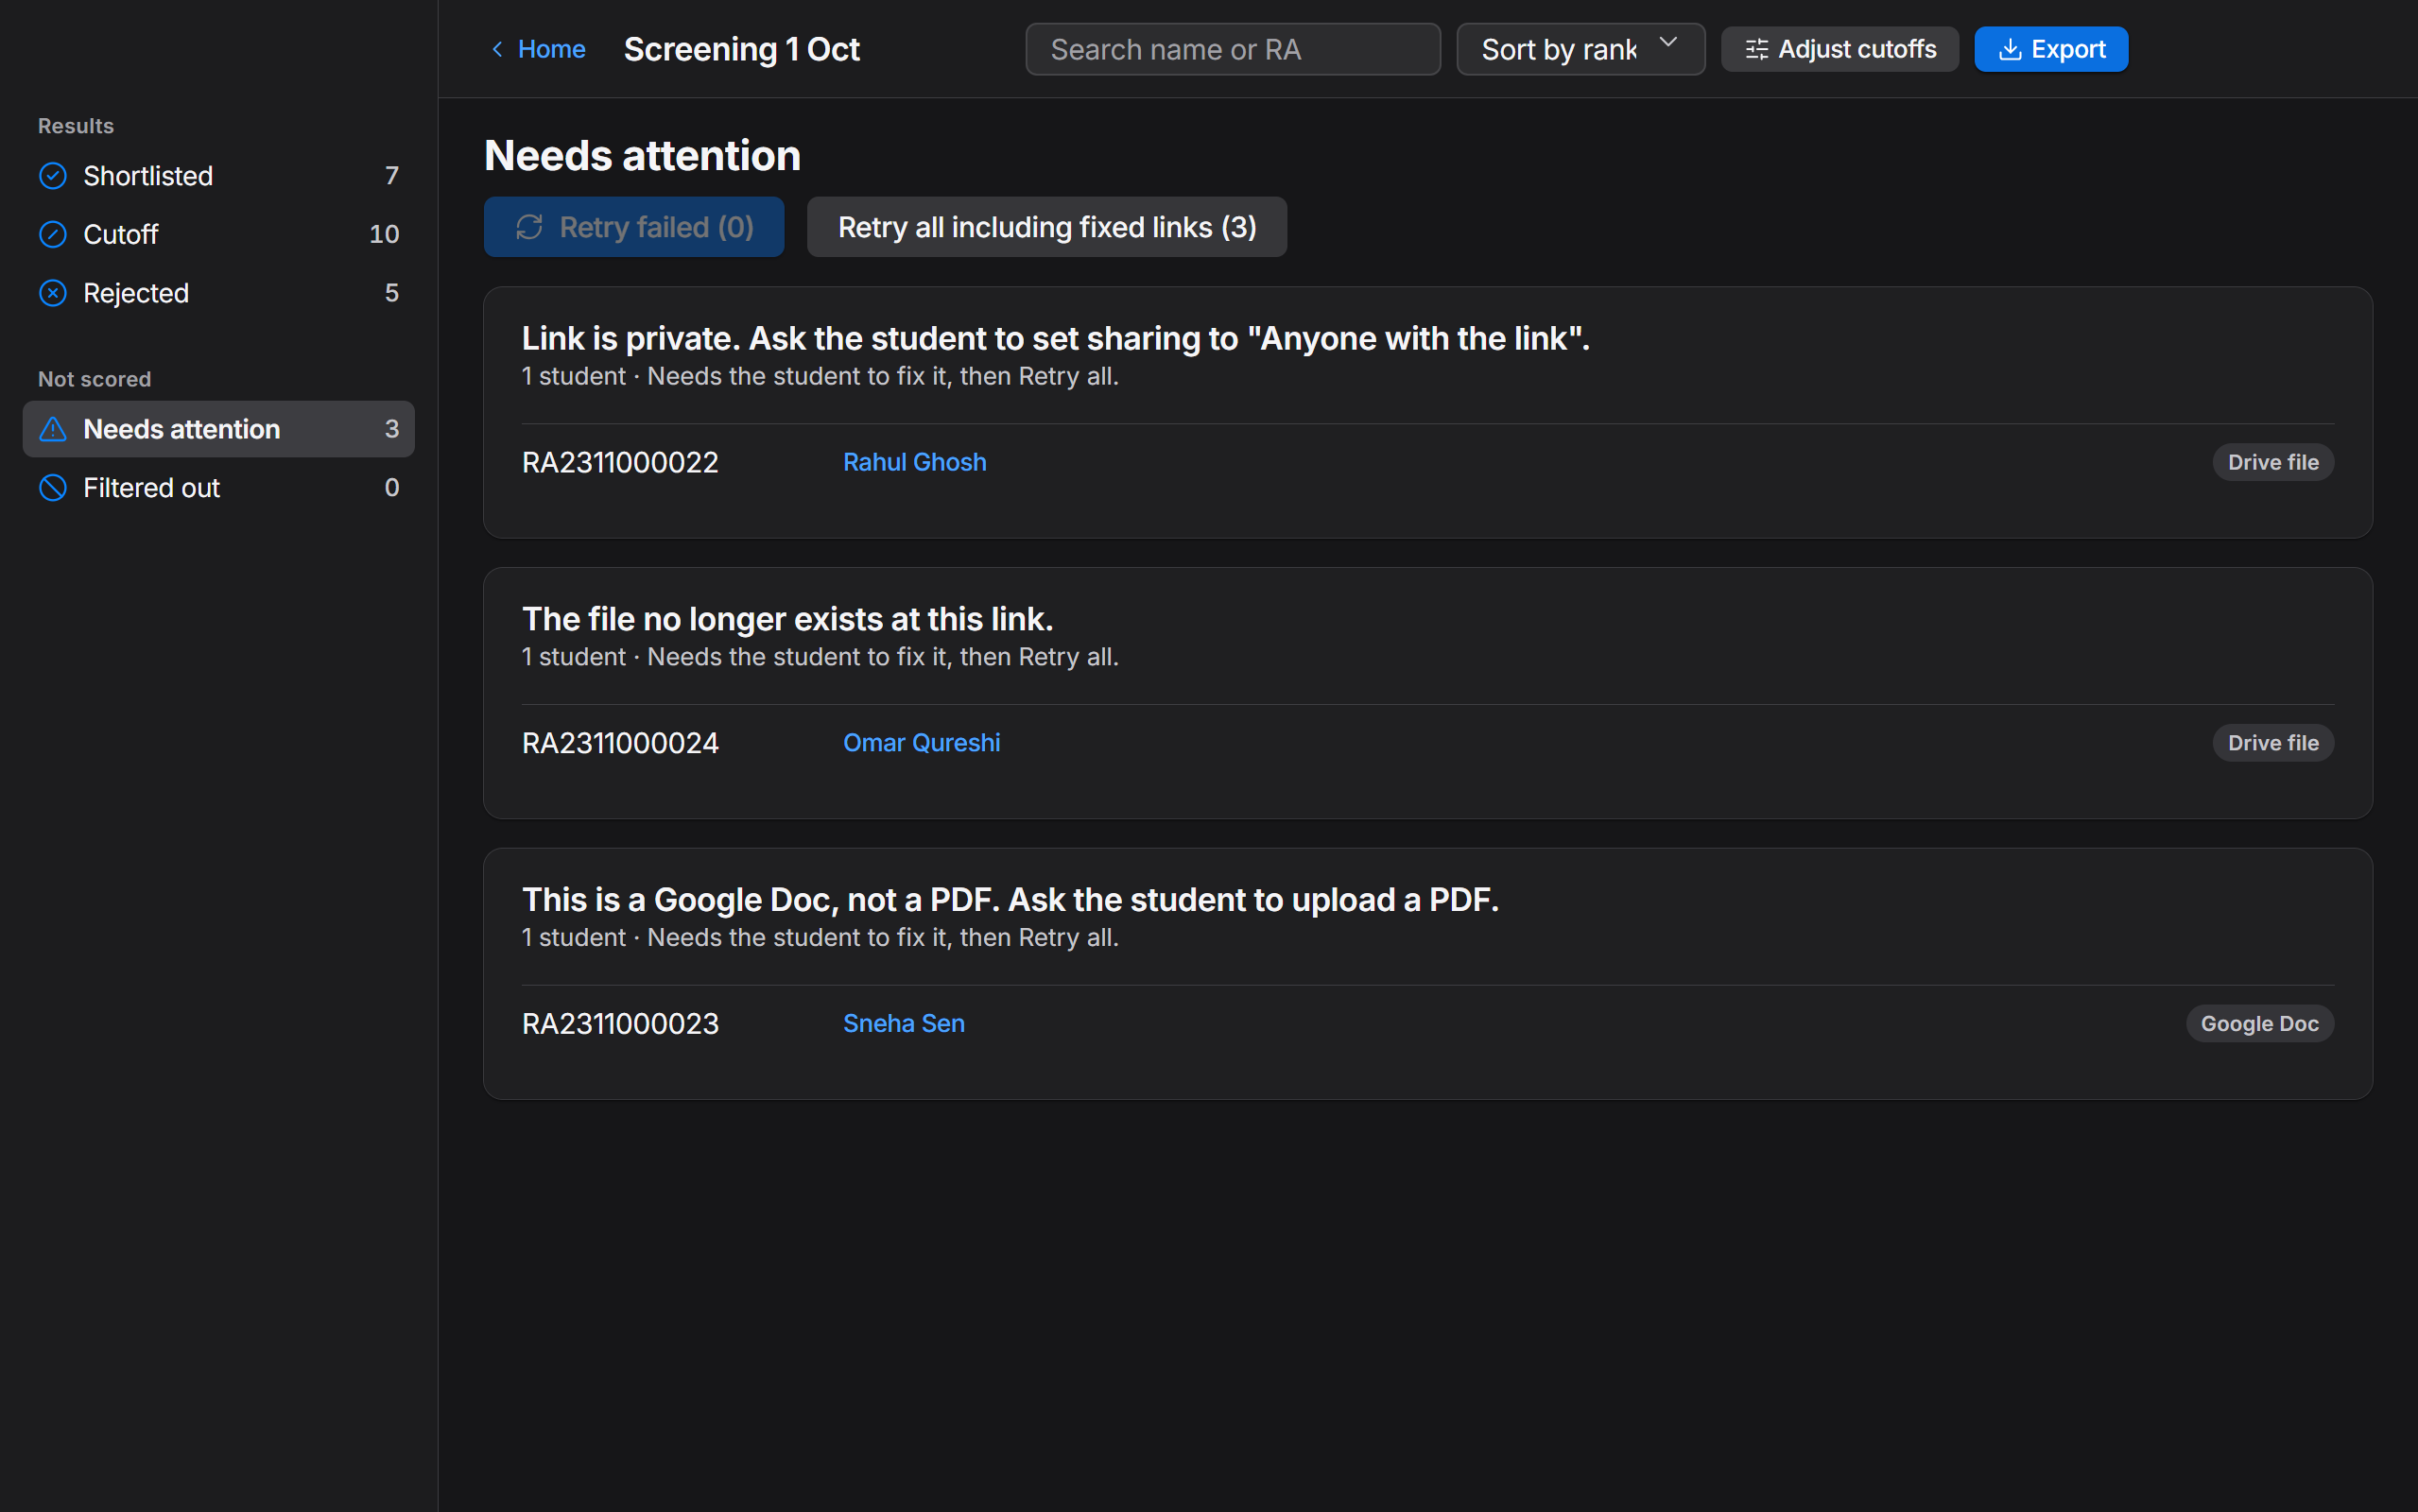 Home
Screening 1 Oct
Search name or RA
Sort by rank
Adjust cutoffs
Export
Results
Shortlisted 7
Cutoff 10
Rejected 5
Not scored
Needs attention 3
Filtered out 0
Needs attention
Retry failed (0)
Retry all including fixed links (3)
Link is private. Ask the student to set sharing to "Anyone with the link".
1 student · Needs the student to fix it, then Retry all.
RA2311000022 Rahul Ghosh Drive file
The file no longer exists at this link.
1 student · Needs the student to fix it, then Retry all.
RA2311000024 Omar Qureshi Drive file
This is a Google Doc, not a PDF. Ask the student to upload a PDF.
1 student · Needs the student to fix it, then Retry all.
RA2311000023 Sneha Sen Google Doc